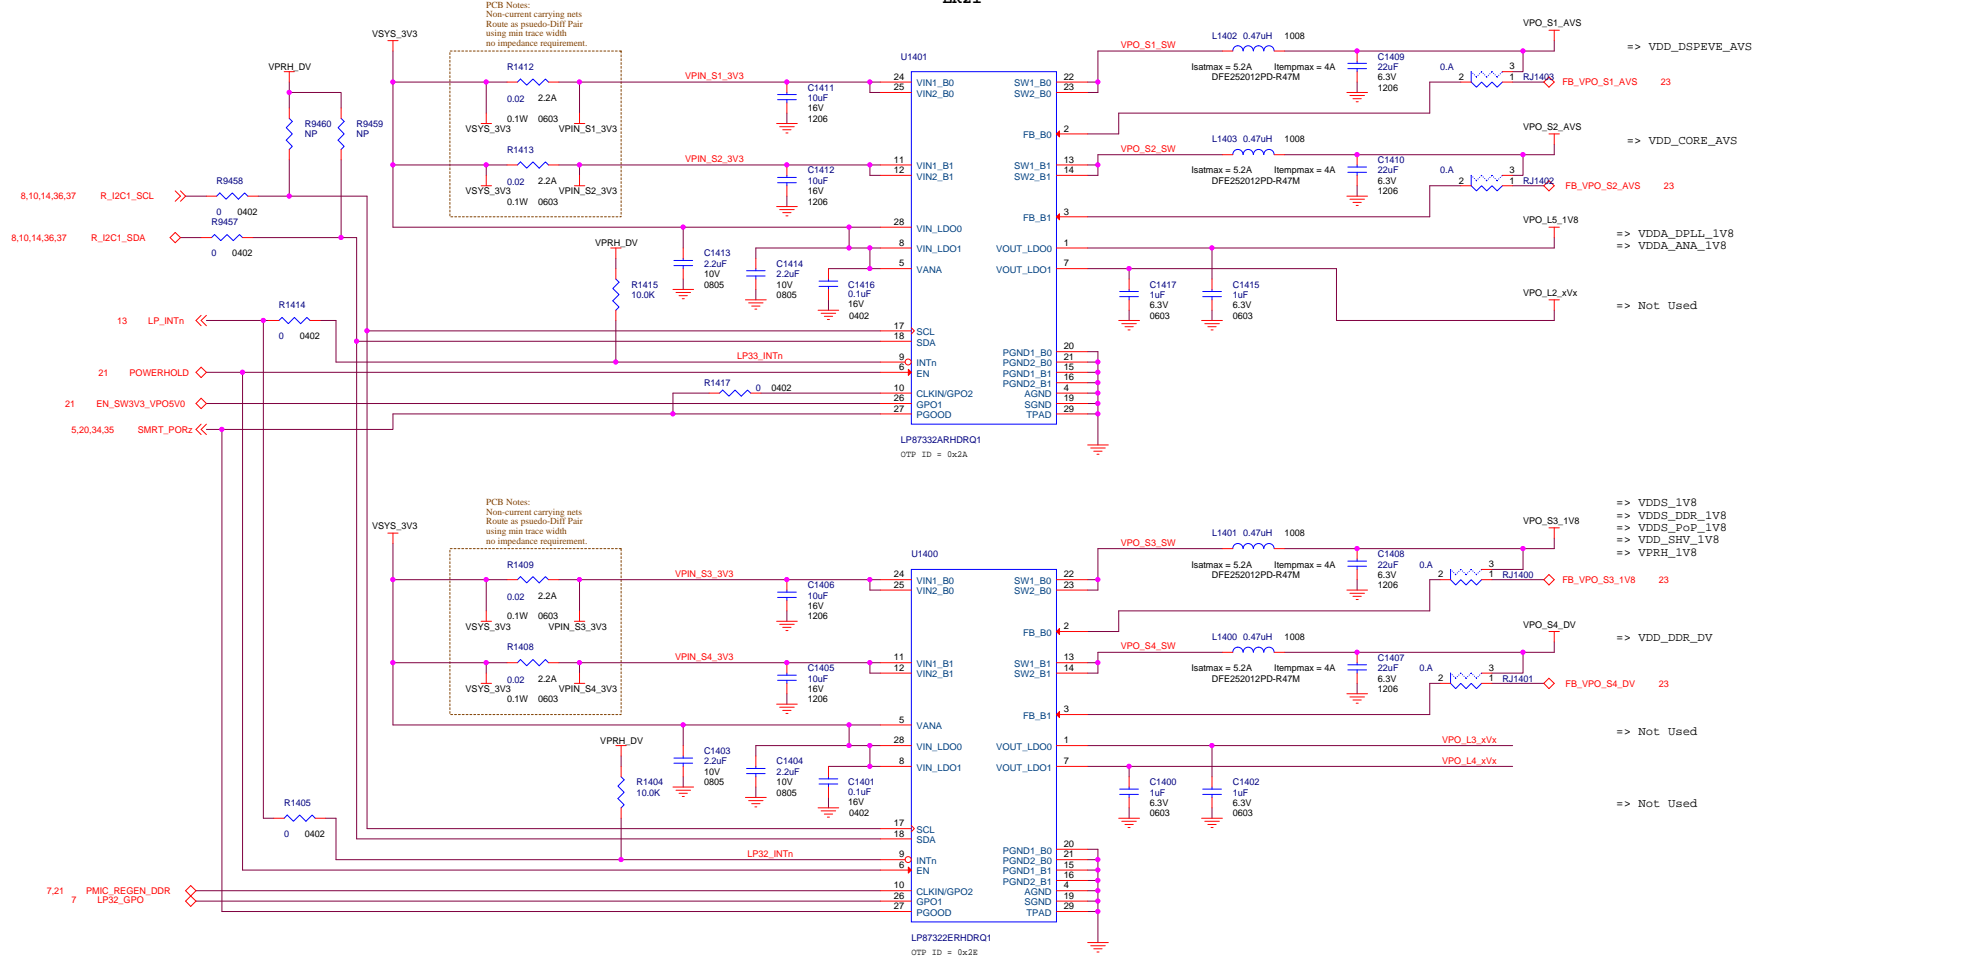 PCB Notes:
Non-current carrying nets
Route as psuedo-Diff Pair
using min trace width
no impedance requirement.
VSYS_3V3
VPRH_DV
R9460
NP
R9459
NP
R9458
0 0402
8,10,14,36,37 R_I2C1_SCL
R9457
0 0402
8,10,14,36,37 R_I2C1_SDA
R1412
0.02 2.2A
0.1W 0603
VSYS_3V3 VPIN_S1_3V3
VPIN_S1_3V3
R1413
0.02 2.2A
0.1W 0603
VSYS_3V3 VPIN_S2_3V3
VPIN_S2_3V3
C1411
10uF
16V
1206
C1412
10uF
16V
1206
VPRH_DV
R1415
10.0K
C1413
2.2uF
10V
0805
C1414
2.2uF
10V
0805
C1416
0.1uF
16V
0402
R1414
0 0402
13 LP_INTn
LP33_INTn
21 POWERHOLD
R1417 0 0402
21 EN_SW3V3_VPO5V0
5,20,34,35 SMRT_PORz
U1401
24 VIN1_B0
25 VIN2_B0
11 VIN1_B1
12 VIN2_B1
28 VIN_LDO0
8 VIN_LDO1
5 VANA
17 SCL
18 SDA
9 INTn
6 EN
10 CLKIN/GPO2
26 GPO1
27 PGOOD
SW1_B0 22
SW2_B0 23
FB_B0 2
SW1_B1 13
SW2_B1 14
FB_B1 3
VOUT_LDO0 1
VOUT_LDO1 7
PGND1_B0 20
PGND2_B0 21
PGND1_B1 15
PGND2_B1 16
AGND 4
SGND 19
TPAD 29
LP87332ARHDRQ1
OTP ID = 0x2A
VPO_S1_SW
L1402 0.47uH 1008
Isatmax = 5.2A Itempmax = 4A
DFE252012PD-R47M
C1409
22uF
6.3V
1206
VPO_S1_AVS
=> VDD_DSPEVE_AVS
0.A
3
2 1 RJ1403
FB_VPO_S1_AVS 23
VPO_S2_SW
L1403 0.47uH 1008
Isatmax = 5.2A Itempmax = 4A
DFE252012PD-R47M
C1410
22uF
6.3V
1206
VPO_S2_AVS
=> VDD_CORE_AVS
0.A
3
2 1 RJ1402
FB_VPO_S2_AVS 23
VPO_L5_1V8
=> VDDA_DPLL_1V8
=> VDDA_ANA_1V8
C1417
1uF
6.3V
0603
C1415
1uF
6.3V
0603
VPO_L2_xVx
=> Not Used
PCB Notes:
Non-current carrying nets
Route as psuedo-Diff Pair
using min trace width
no impedance requirement.
VSYS_3V3
R1409
0.02 2.2A
0.1W 0603
VSYS_3V3 VPIN_S3_3V3
VPIN_S3_3V3
R1408
0.02 2.2A
0.1W 0603
VSYS_3V3 VPIN_S4_3V3
VPIN_S4_3V3
C1406
10uF
16V
1206
C1405
10uF
16V
1206
VPRH_DV
R1404
10.0K
C1403
2.2uF
10V
0805
C1404
2.2uF
10V
0805
C1401
0.1uF
16V
0402
R1405
0 0402
LP32_INTn
7,21 PMIC_REGEN_DDR
7 LP32_GPO
U1400
24 VIN1_B0
25 VIN2_B0
11 VIN1_B1
12 VIN2_B1
5 VANA
28 VIN_LDO0
8 VIN_LDO1
17 SCL
18 SDA
9 INTn
6 EN
10 CLKIN/GPO2
26 GPO1
27 PGOOD
SW1_B0 22
SW2_B0 23
FB_B0 2
SW1_B1 13
SW2_B1 14
FB_B1 3
VOUT_LDO0 1
VOUT_LDO1 7
PGND1_B0 20
PGND2_B0 21
PGND1_B1 15
PGND2_B1 16
AGND 4
SGND 19
TPAD 29
LP87322ERHDRQ1
OTP ID = 0x2E
VPO_S3_SW
L1401 0.47uH 1008
Isatmax = 5.2A Itempmax = 4A
DFE252012PD-R47M
C1408
22uF
6.3V
1206
VPO_S3_1V8
=> VDDS_1V8
=> VDDS_DDR_1V8
=> VDDS_PoP_1V8
=> VDD_SHV_1V8
=> VPRH_1V8
0.A
3
2 1 RJ1400
FB_VPO_S3_1V8 23
VPO_S4_SW
L1400 0.47uH 1008
Isatmax = 5.2A Itempmax = 4A
DFE252012PD-R47M
C1407
22uF
6.3V
1206
VPO_S4_DV
=> VDD_DDR_DV
0.A
3
2 1 RJ1401
FB_VPO_S4_DV 23
VPO_L3_xVx
=> Not Used
VPO_L4_xVx
C1400
1uF
6.3V
0603
C1402
1uF
6.3V
0603
=> Not Used